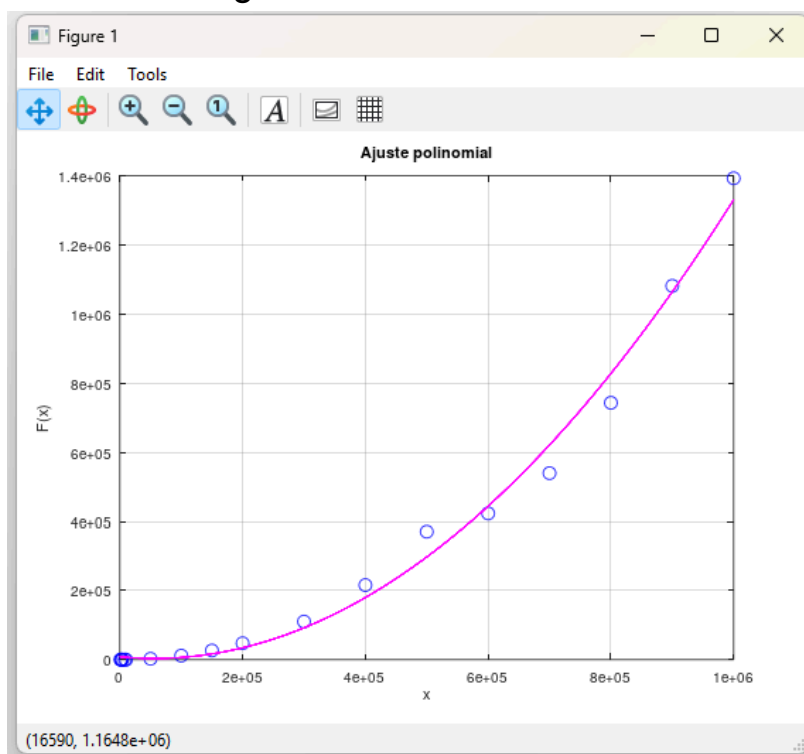 Figure 1
File Edit Tools
A
Ajuste polinomial
1.4e+06
1.2e+06
1e+06
8e+05
6e+05
4e+05
2e+05
0
F(x)
0 2e+05 4e+05 6e+05 8e+05 1e+06
x
(16590, 1.1648e+06)